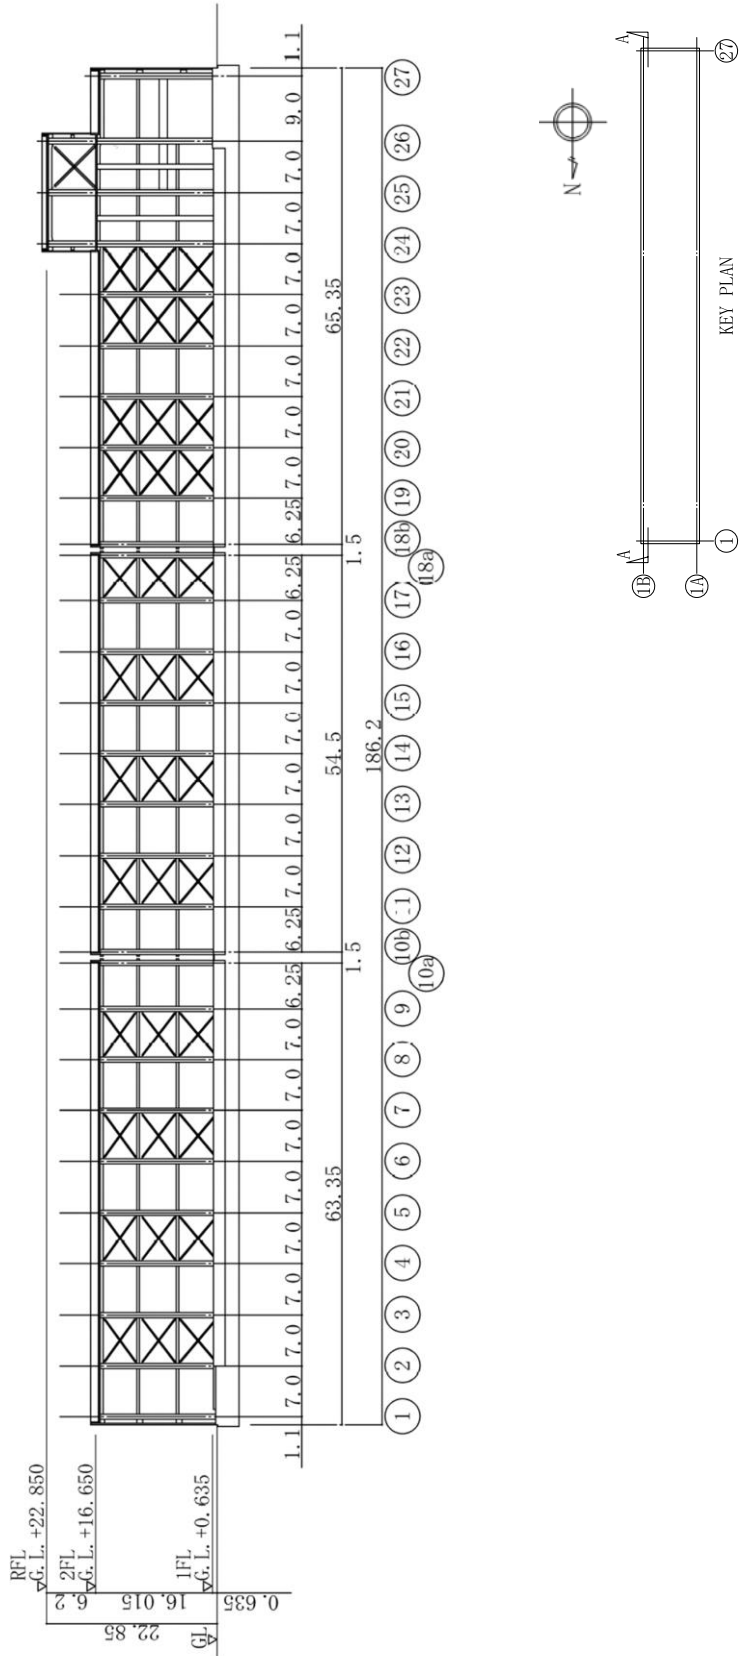 RFL
G.L. +22.850
2FL
G.L. +16.650
1FL
G.L. +0.635
GL
22.85
6.2
16.015
0.635
1.1 7.0 7.0 7.0 7.0 7.0 7.0 7.0 7.0 6.25 6.25 7.0 7.0 7.0 7.0 7.0 7.0 6.25 6.25 7.0 7.0 7.0 7.0 7.0 7.0 7.0 9.0 1.1
63.35 54.5 65.35
1.5 1.5
186.2
1 2 3 4 5 6 7 8 9 10b 11 12 13 14 15 16 17 18b 19 20 21 22 23 24 25 26 27
10a 18a
N
A A
1B
1A
1 27
KEY PLAN